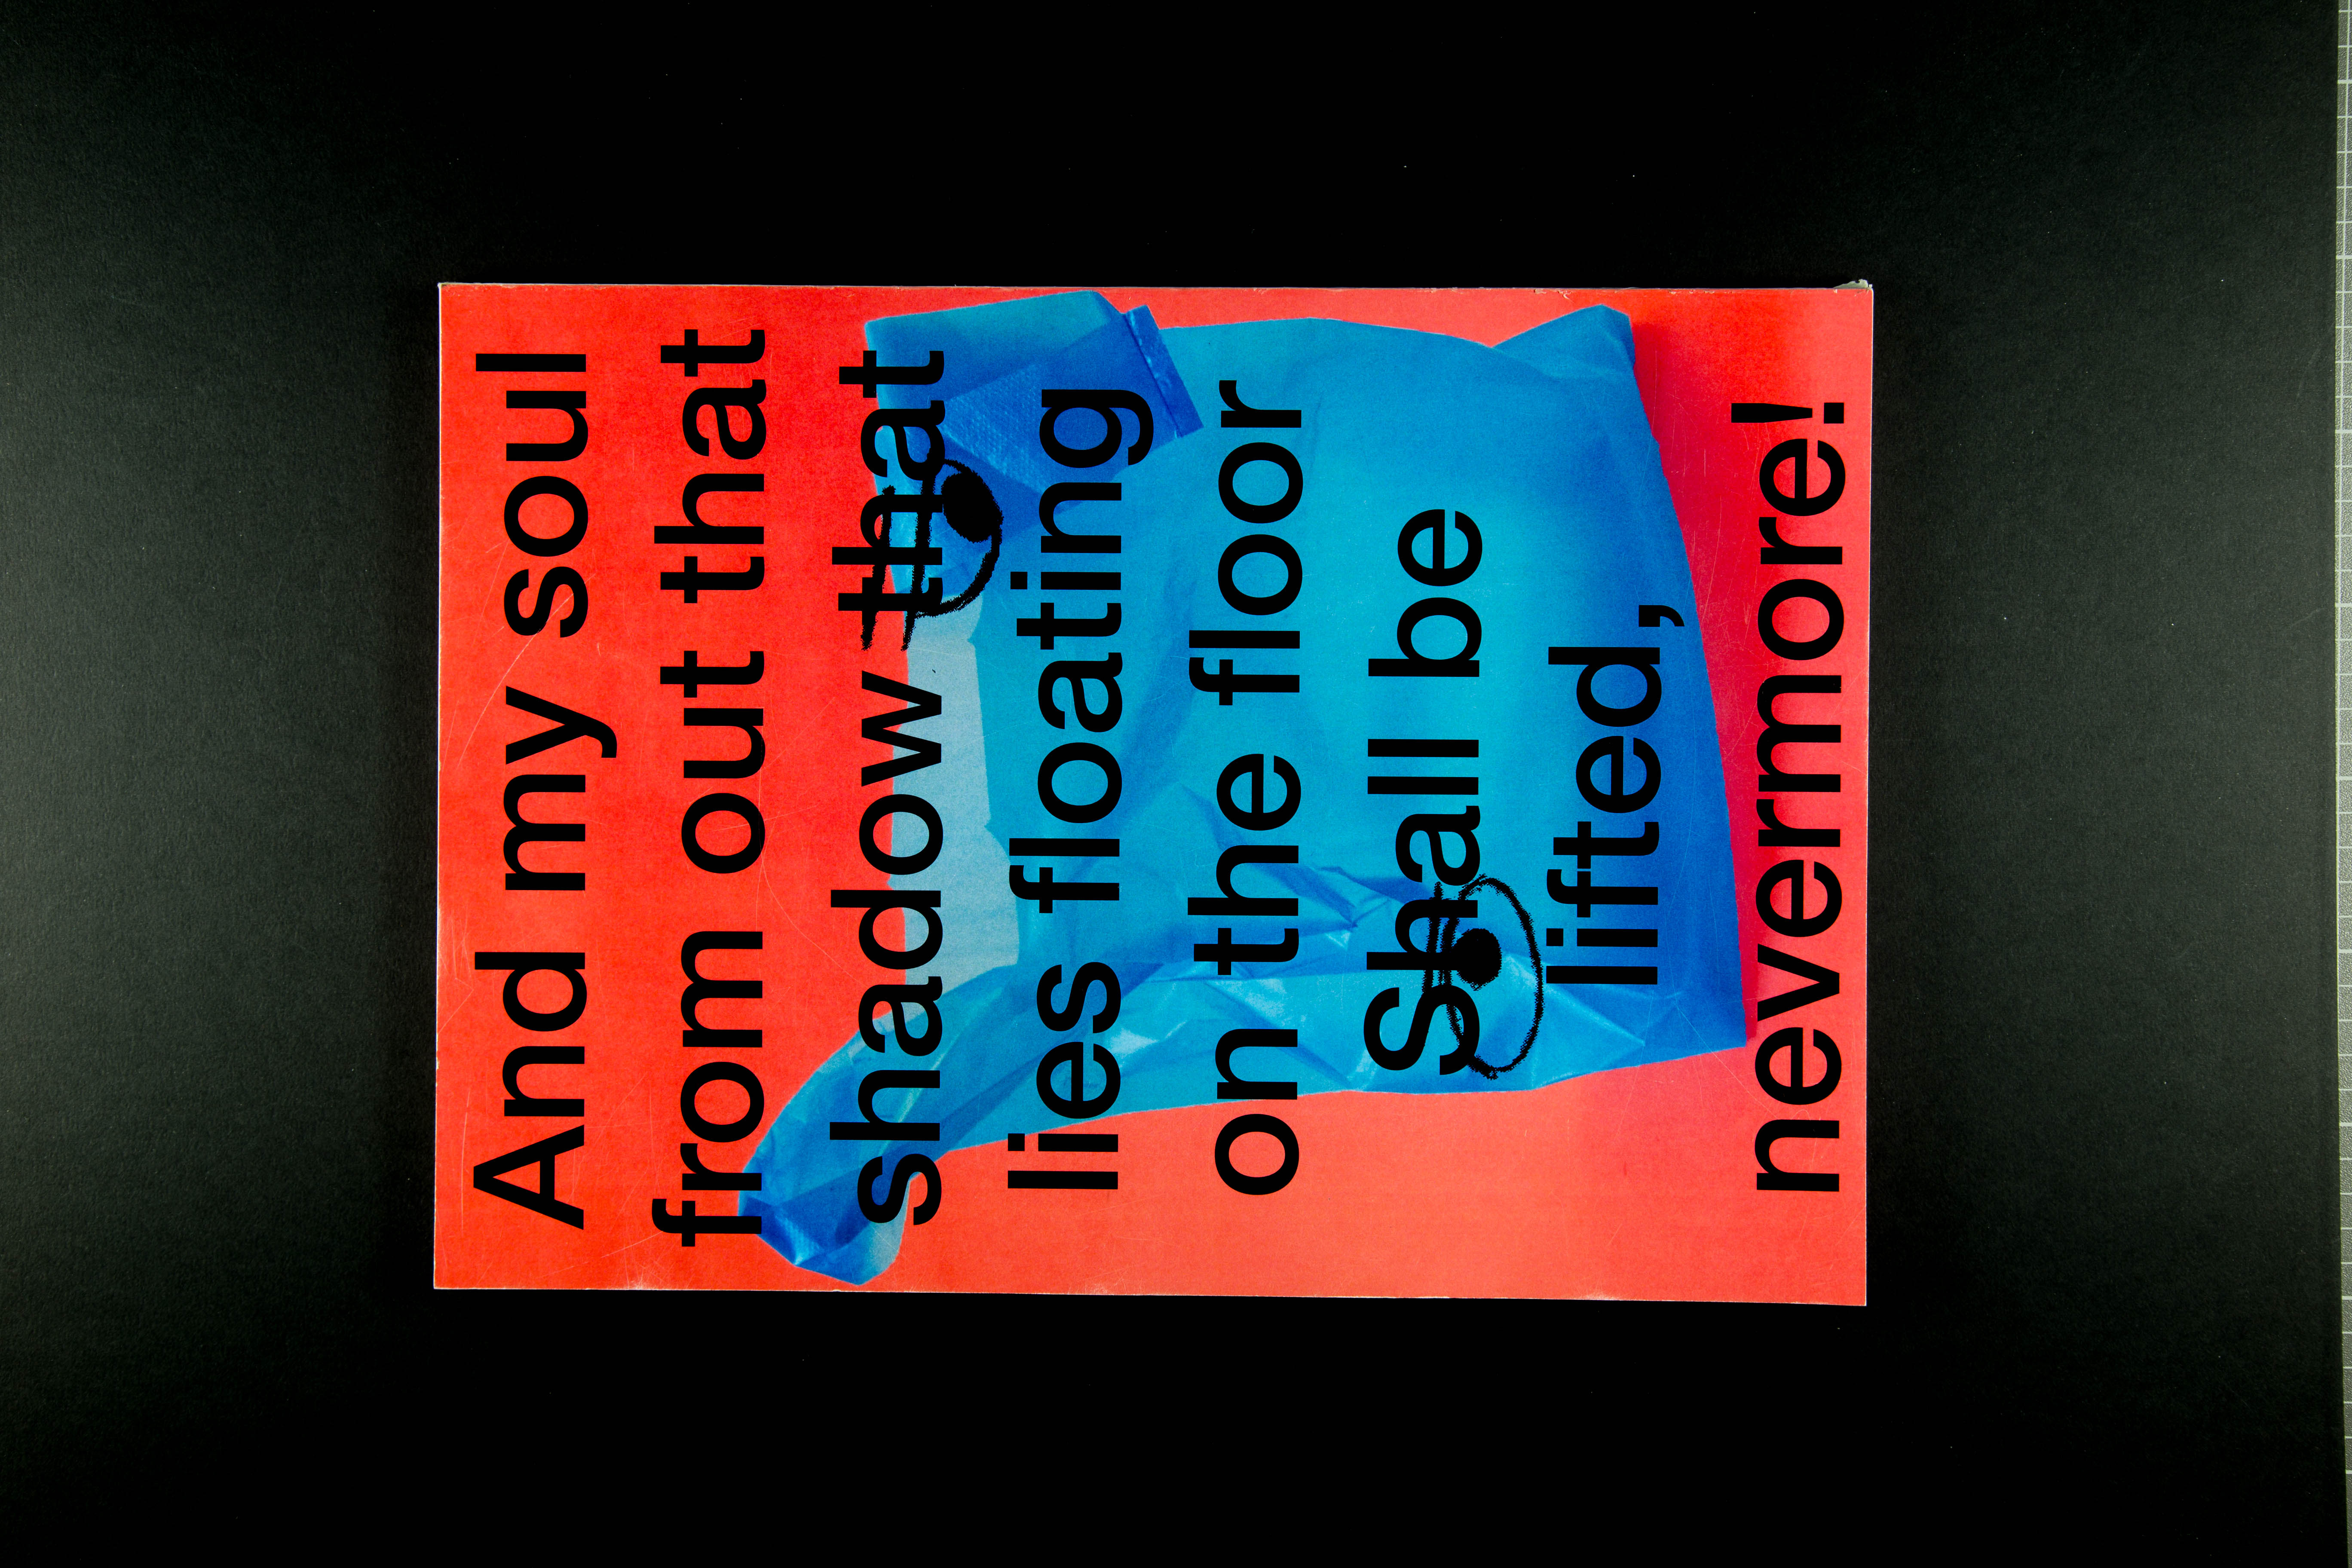 And my soul
from out that
shadow that
lies floating
on the floor
Shall be
lifted,
nevermore!